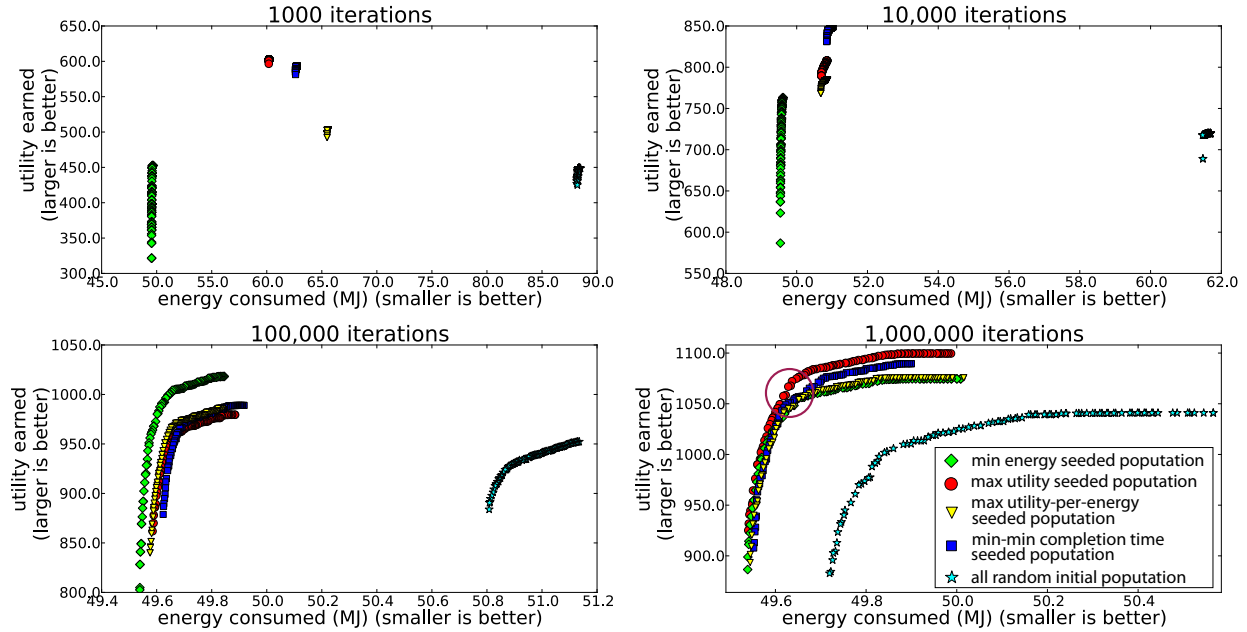 1000 iterations
650.0
600.0
550.0
500.0
450.0
400.0
350.0
300.0
utility earned
(larger is better)
45.0 50.0 55.0 60.0 65.0 70.0 75.0 80.0 85.0 90.0
energy consumed (MJ) (smaller is better)
10,000 iterations
850.0
800.0
750.0
700.0
650.0
600.0
550.0
utility earned
(larger is better)
48.0 50.0 52.0 54.0 56.0 58.0 60.0 62.0
energy consumed (MJ) (smaller is better)
100,000 iterations
1050.0
1000.0
950.0
900.0
850.0
800.0
utility earned
(larger is better)
49.4 49.6 49.8 50.0 50.2 50.4 50.6 50.8 51.0 51.2
energy consumed (MJ) (smaller is better)
1,000,000 iterations
1100.0
1050.0
1000.0
950.0
900.0
utility earned
(larger is better)
49.6 49.8 50.0 50.2 50.4
energy consumed (MJ) (smaller is better)
min energy seeded poputation
max utility seeded poputation
max utility-per-energy
seeded poputation
min-min completion time
seeded poputation
all random initial poputation